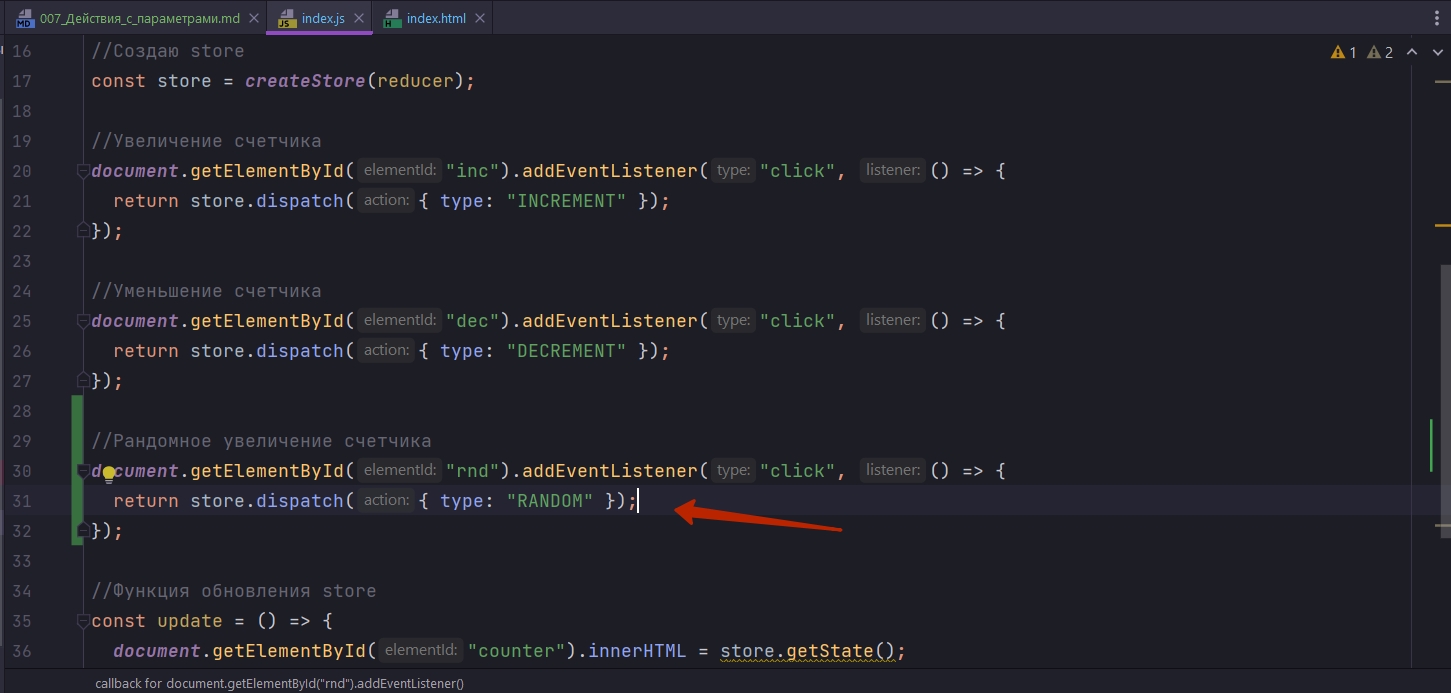 007_Действия_с_параметрами.md index.js index.html
16 //Создаю store
17 const store = createStore(reducer);
18
19 //Увеличение счетчика
20 document.getElementById( elementId: "inc").addEventListener( type: "click", listener: () => {
21 return store.dispatch( action: { type: "INCREMENT" });
22 });
23
24 //Уменьшение счетчика
25 document.getElementById( elementId: "dec").addEventListener( type: "click", listener: () => {
26 return store.dispatch( action: { type: "DECREMENT" });
27 });
28
29 //Рандомное увеличение счетчика
30 document.getElementById( elementId: "rnd").addEventListener( type: "click", listener: () => {
31 return store.dispatch( action: { type: "RANDOM" });
32 });
33
34 //Функция обновления store
35 const update = () => {
36 document.getElementById( elementId: "counter").innerHTML = store.getState();
1 2
callback for document.getElementById("rnd").addEventListener()